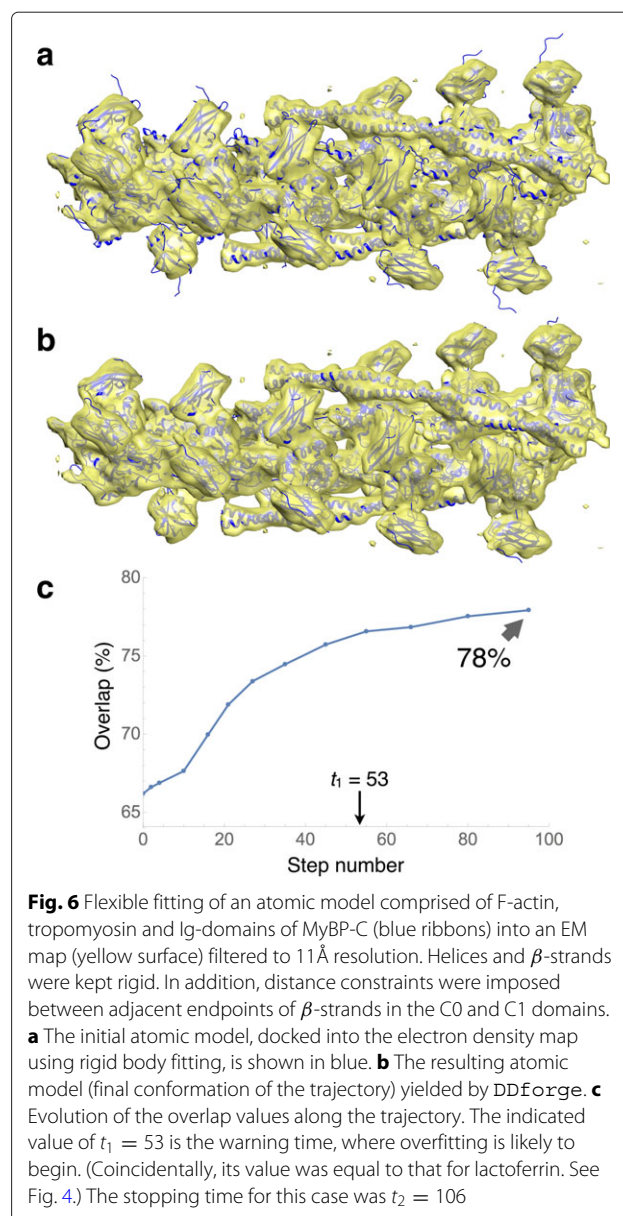 a
b
c
80
75
70
65
Overlap (%)
78%
t₁ = 53
0
20
40
60
80
100
Step number
Fig. 6 Flexible fitting of an atomic model comprised of F-actin,
tropomyosin and Ig-domains of MyBP-C (blue ribbons) into an EM
map (yellow surface) filtered to 11Å resolution. Helices and β-strands
were kept rigid. In addition, distance constraints were imposed
between adjacent endpoints of β-strands in the C0 and C1 domains.
a The initial atomic model, docked into the electron density map
using rigid body fitting, is shown in blue. b The resulting atomic
model (final conformation of the trajectory) yielded by DDforge. c
Evolution of the overlap values along the trajectory. The indicated
value of t₁ = 53 is the warning time, where overfitting is likely to
begin. (Coincidentally, its value was equal to that for lactoferrin. See
Fig. 4.) The stopping time for this case was t₂ = 106